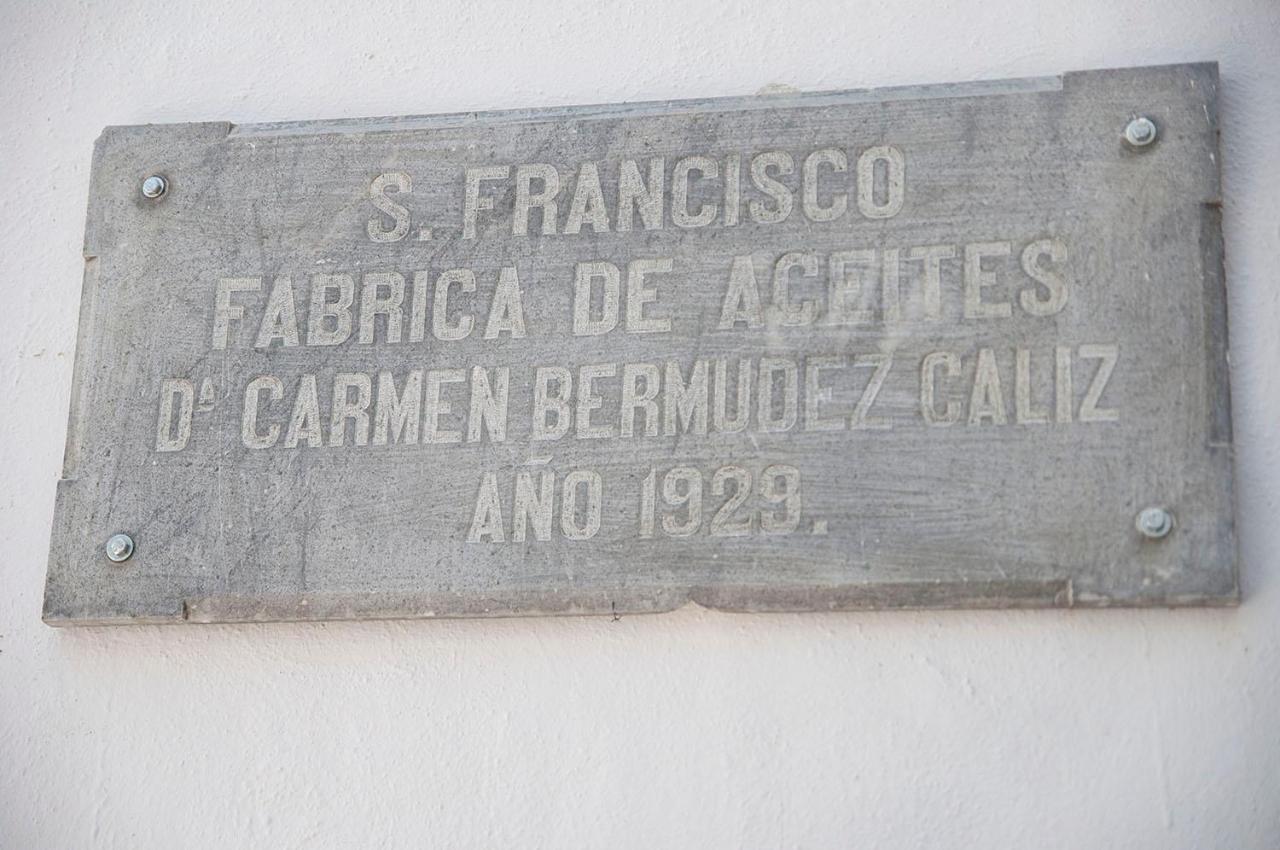 S. FRANCISCO
FABRICA DE ACEITES
Dª CARMEN BERMUDEZ CALIZ
AÑO 1929.